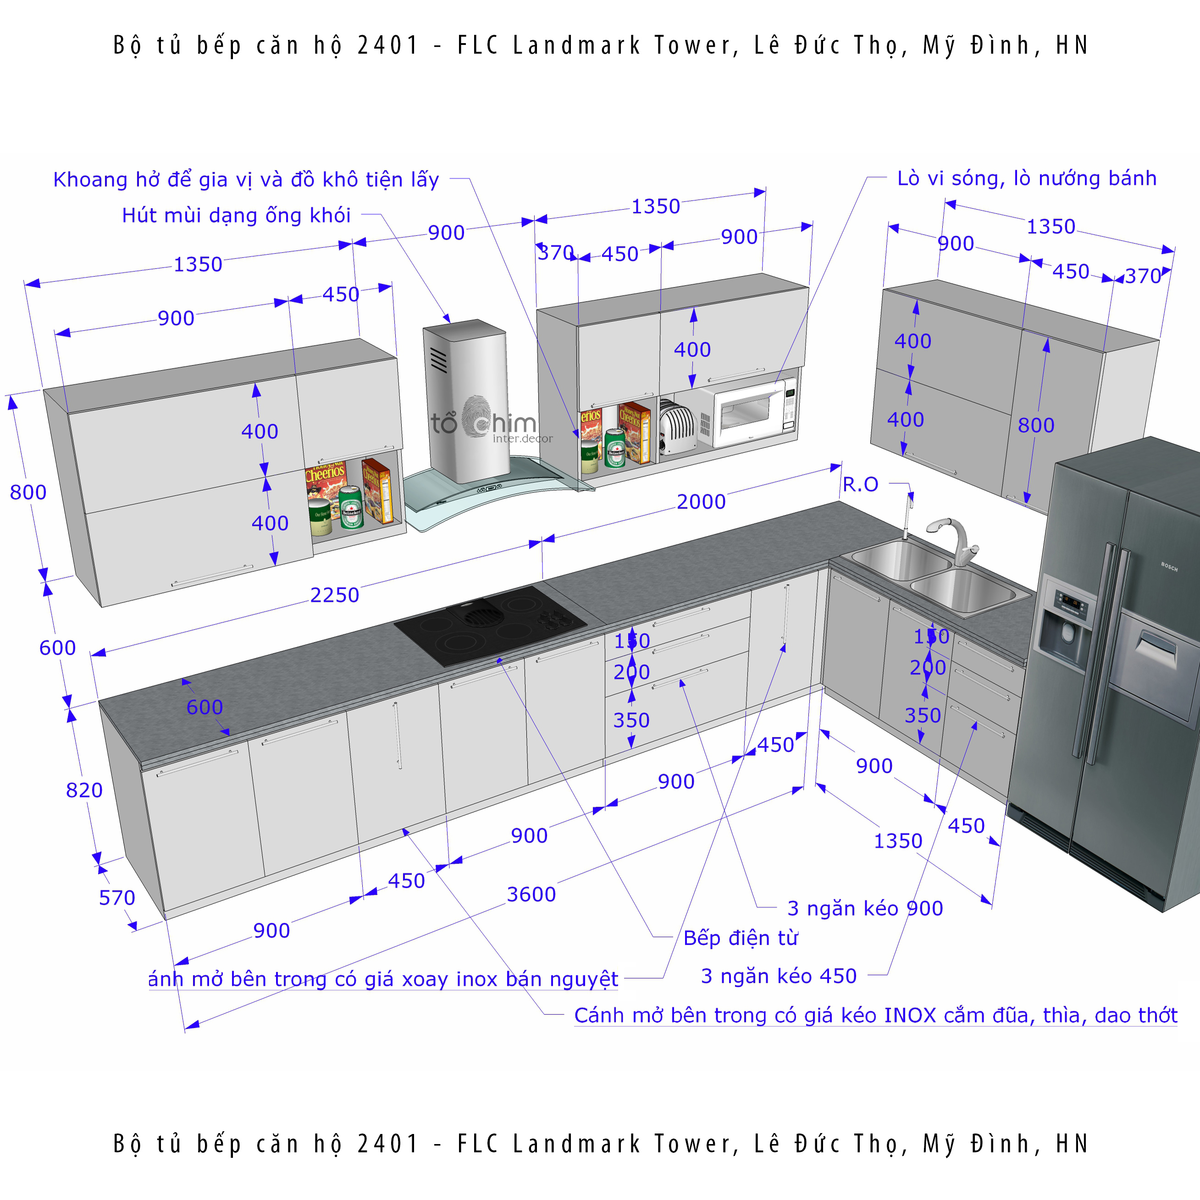 Bộ tủ bếp căn hộ 2401 - FLC Landmark Tower, Lê Đức Thọ, Mỹ Đình, HN
Khoang hở để gia vị và đồ khô tiện lấy
Lò vi sóng, lò nướng bánh
Hút mùi dạng ống khói
1350
900
1350
900
450
370
450
900
1350
900
450
370
900
450
400
400
800
400
400
400
800
tổ chim
inter.decor
Cheerios
Cheerios
R.O
2000
2250
BOSCH
600
600
820
570
150
200
350
150
200
350
450
900
900
450
900
3600
900
450
1350
3 ngăn kéo 900
Bếp điện từ
3 ngăn kéo 450
ánh mở bên trong có giá xoay inox bán nguyệt
Cánh mở bên trong có giá kéo INOX cắm đũa, thìa, dao thớt
Bộ tủ bếp căn hộ 2401 - FLC Landmark Tower, Lê Đức Thọ, Mỹ Đình, HN